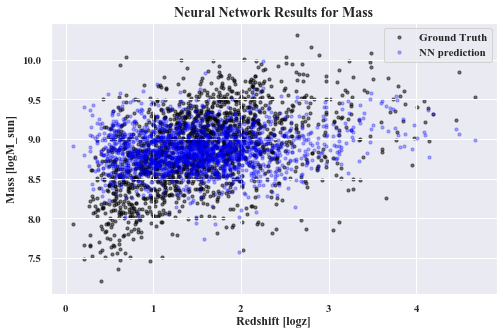 Neural Network Results for Mass
Ground Truth
NN prediction
Mass [logM_sun]
10.0
9.5
9.0
8.5
8.0
7.5
0 1 2 3 4
Redshift [logz]